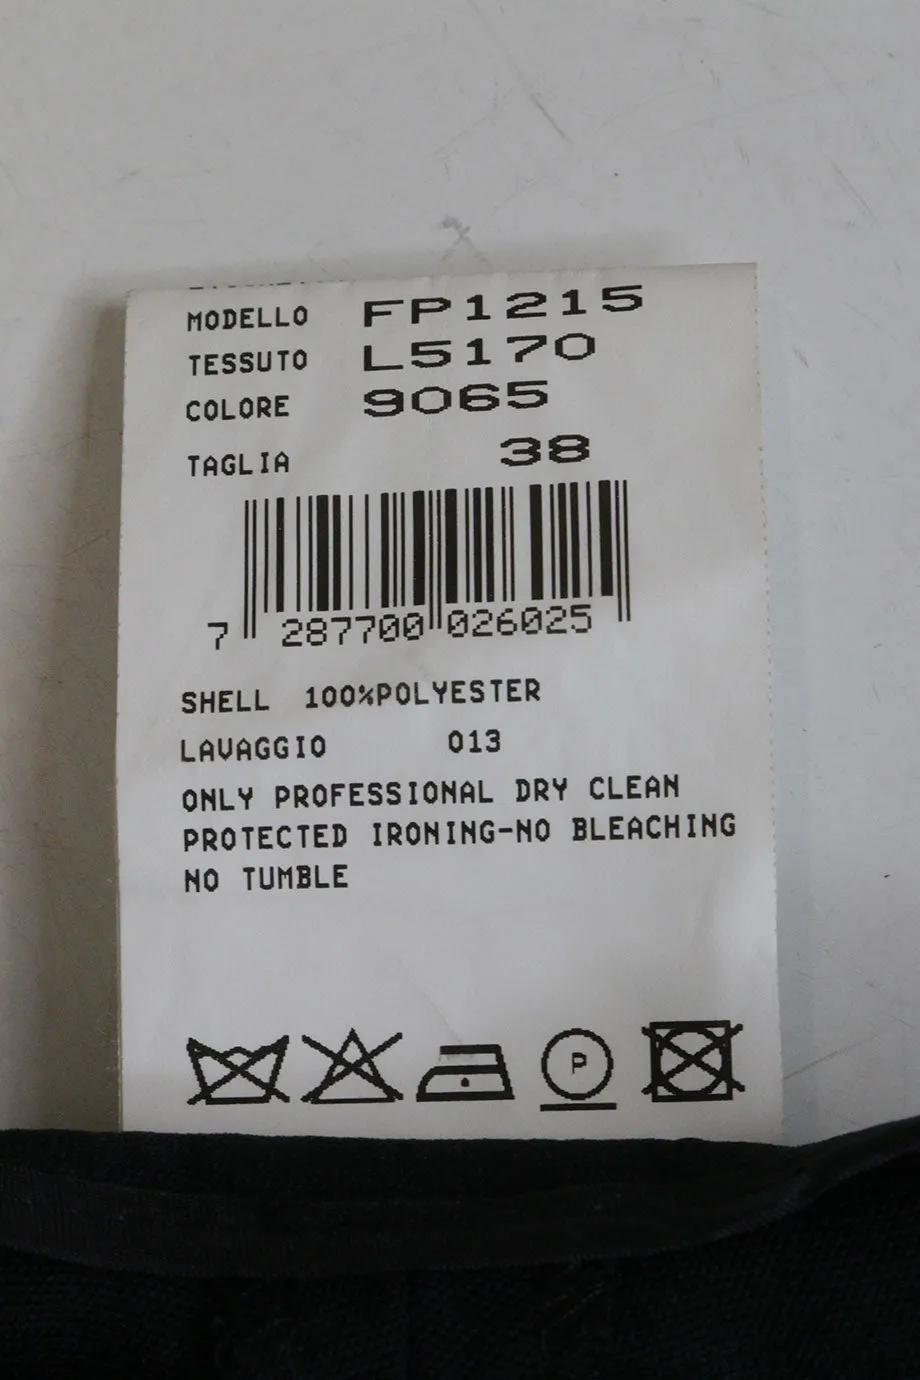 MODELLO FP1215
TESSUTO L5170
COLORE 9065
TAGLIA 38
7 287700 026025
SHELL 100%POLYESTER
LAVAGGIO 013
ONLY PROFESSIONAL DRY CLEAN
PROTECTED IRONING-NO BLEACHING
NO TUMBLE
P